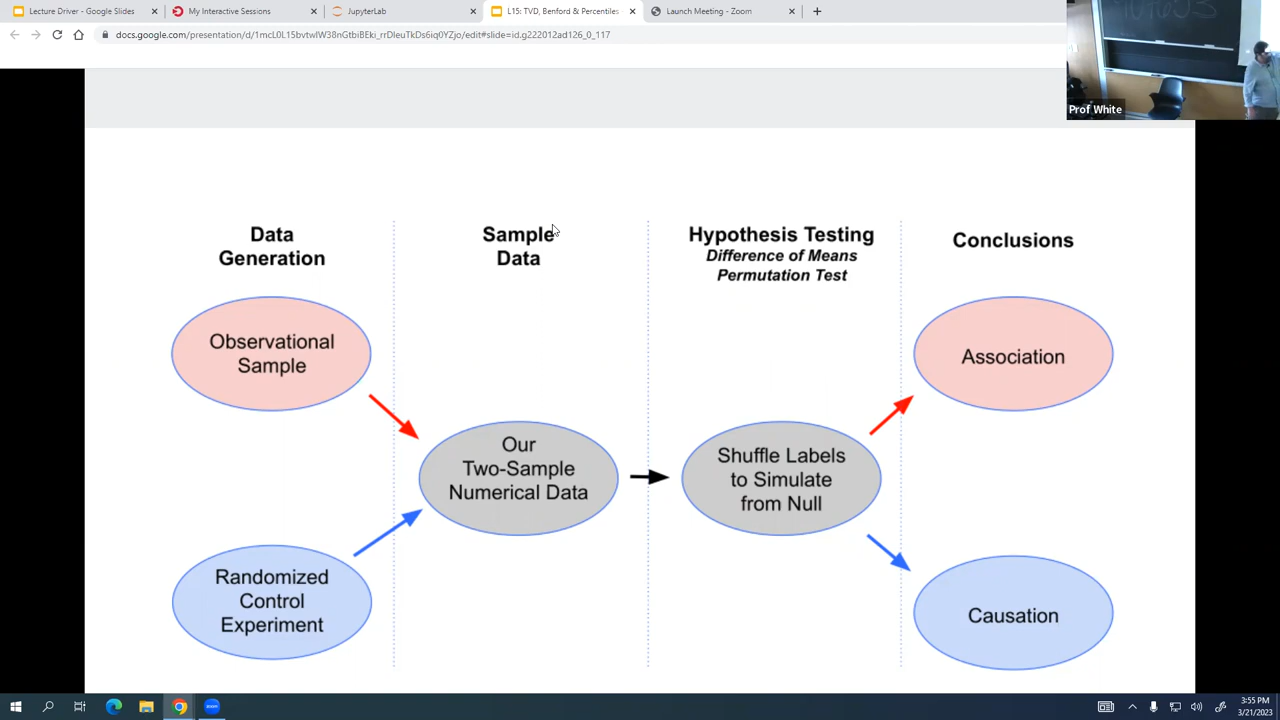 Lecture Driver - Google Slides
My Interactive Sessions
JupyterLab
L15: TVD, Benford & Percentiles
Launch Meeting - Zoom
docs.google.com/presentation/d/1mcL0L15bvtwIW38nGtbiBEki_rrDleuTkDs6iq0YZjo/edit#slide=id.g222012ad126_0_117
Prof White
Data
Generation
Sample
Data
Hypothesis Testing
Difference of Means
Permutation Test
Conclusions
Observational
Sample
Association
Our
Two-Sample
Numerical Data
Shuffle Labels
to Simulate
from Null
Randomized
Control
Experiment
Causation
zoom
3:55 PM
3/21/2023